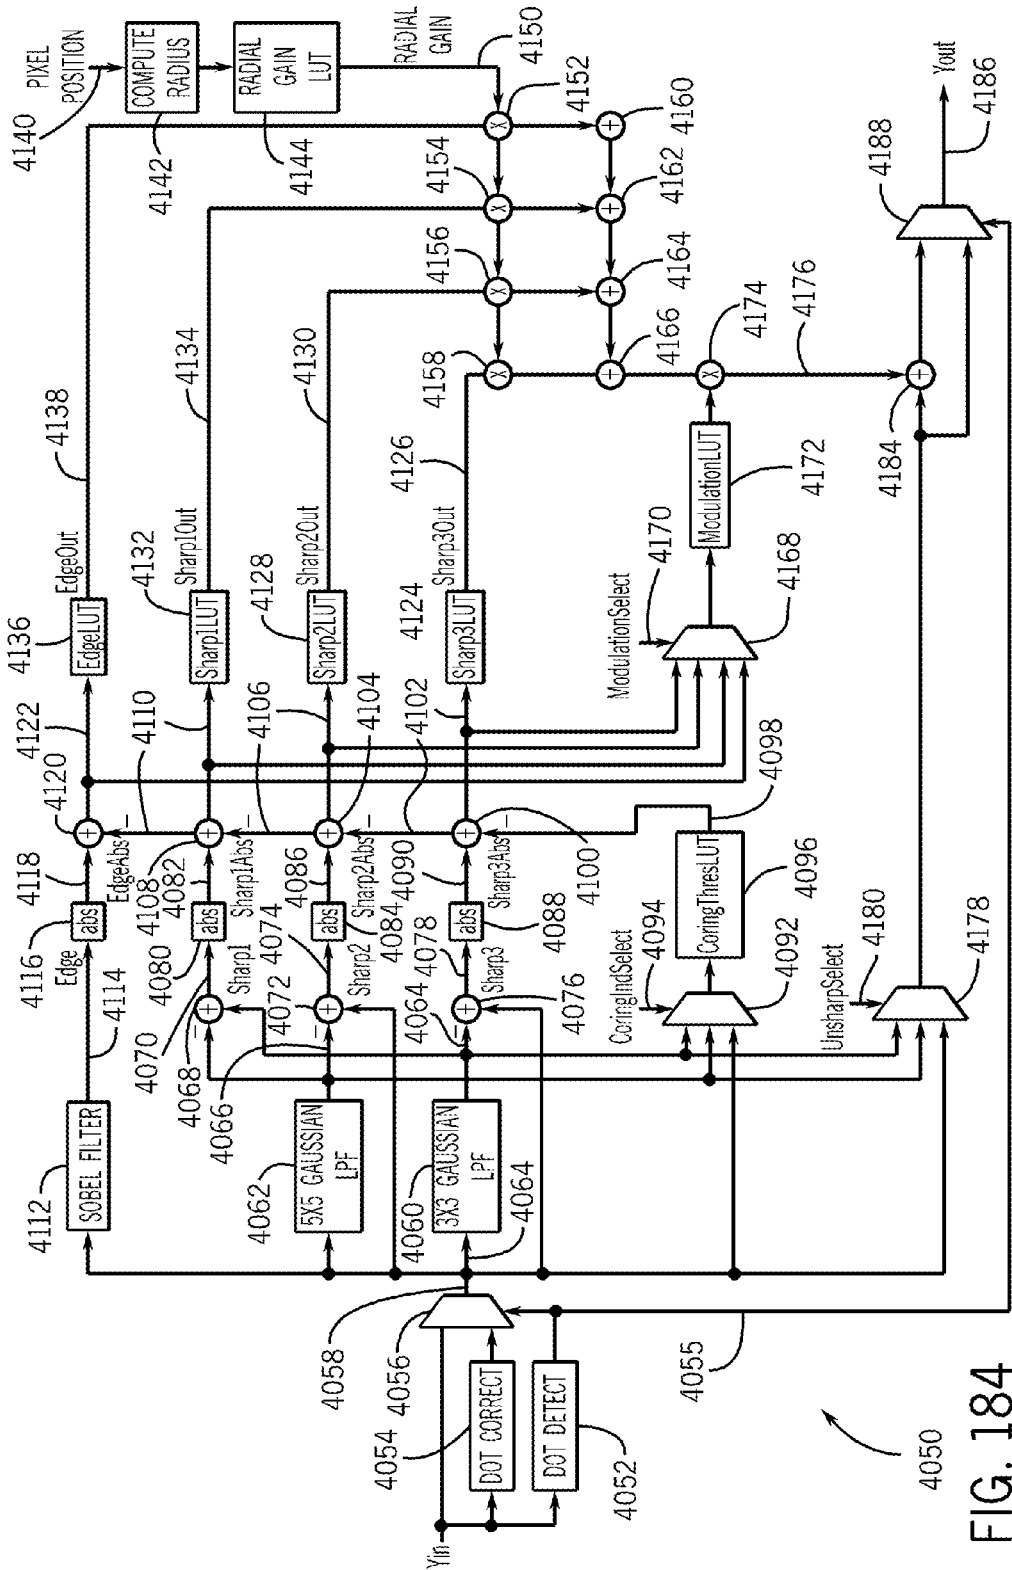 PIXEL
POSITION
4140
COMPUTE
RADIUS
4142
RADIAL
GAIN
LUT
4144
RADIAL
GAIN
4150
4152
4154
4156
4158
4160
4162
4164
4166
4138
4134
4130
4126
EdgeOut
4136
EdgeLUT
4122
4120
4118
EdgeAbs
−
4116
abs
Edge
4114
4112
SOBEL FILTER
Sharp1Out
4132
Sharp1LUT
4110
4110
4108
4082
Sharp1Abs
−
4080
abs
Sharp1
4070
4068
−
Sharp2Out
4128
Sharp2LUT
4106
4106
4104
4086
Sharp2Abs
−
4084
abs
Sharp2
4074
4072
−
4066
4062
5X5 GAUSSIAN
LPF
Sharp3Out
4124
Sharp3LUT
4102
4102
4100
4090
Sharp3Abs
−
4088
abs
Sharp3
4078
4076
−
4064
4060
3X3 GAUSSIAN
LPF
4064
4058
4056
4054
DOT CORRECT
4052
DOT DETECT
4055
Yin
ModulationSelect
4170
4168
ModulationLUT
4172
4174
4176
CoringIndSelect
4094
4092
CoringThresLUT
4096
4098
UnsharpSelect
4180
4178
4184
4188
4186
Yout
4050
FIG. 184